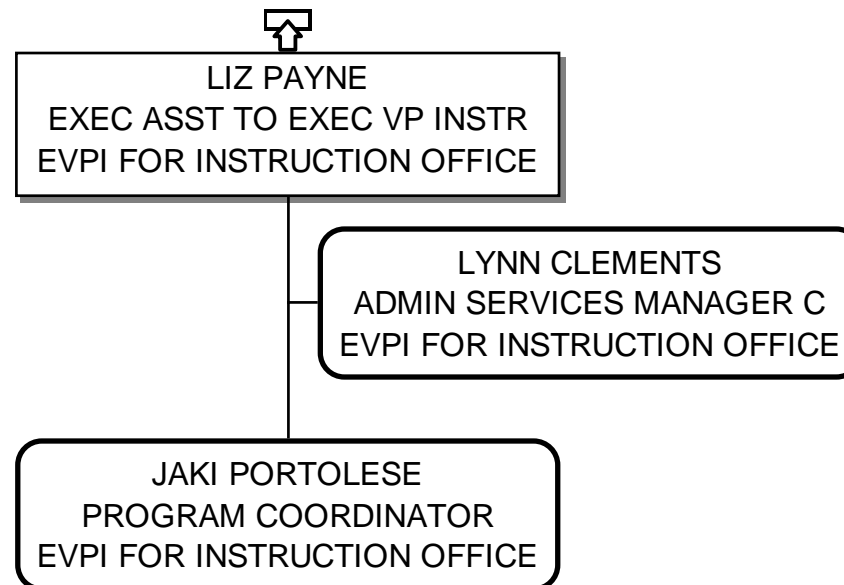 LIZ PAYNE
EXEC ASST TO EXEC VP INSTR
EVPI FOR INSTRUCTION OFFICE
LYNN CLEMENTS
ADMIN SERVICES MANAGER C
EVPI FOR INSTRUCTION OFFICE
JAKI PORTOLESE
PROGRAM COORDINATOR
EVPI FOR INSTRUCTION OFFICE